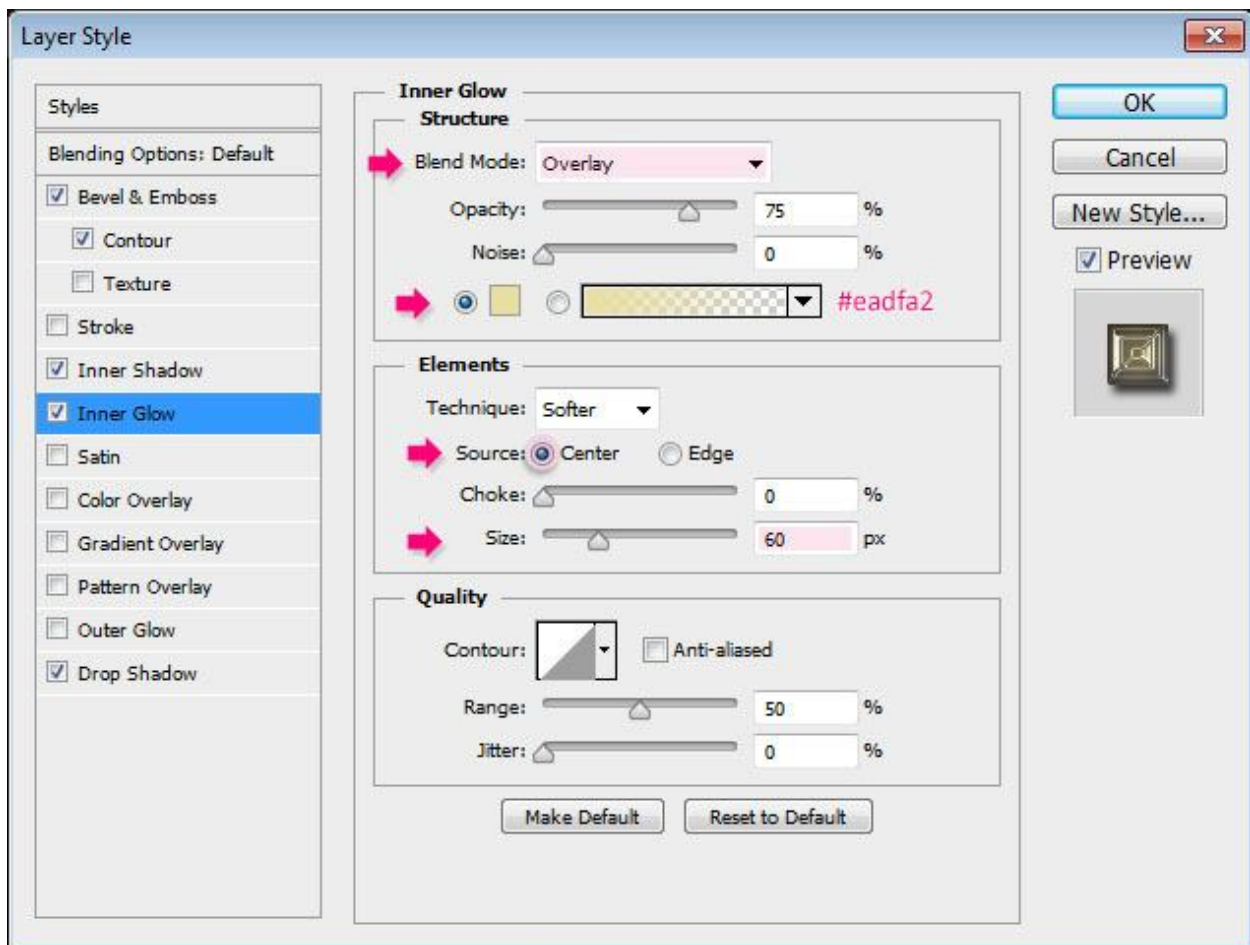 Layer Style
Styles
Blending Options: Default
Bevel & Emboss
Contour
Texture
Stroke
Inner Shadow
Inner Glow
Satin
Color Overlay
Gradient Overlay
Pattern Overlay
Outer Glow
Drop Shadow
Inner Glow
Structure
Blend Mode: Overlay
Opacity: 75 %
Noise: 0 %
#eadfa2
Elements
Technique: Softer
Source: Center Edge
Choke: 0 %
Size: 60 px
Quality
Contour: Anti-aliased
Range: 50 %
Jitter: 0 %
Make Default Reset to Default
OK
Cancel
New Style...
Preview